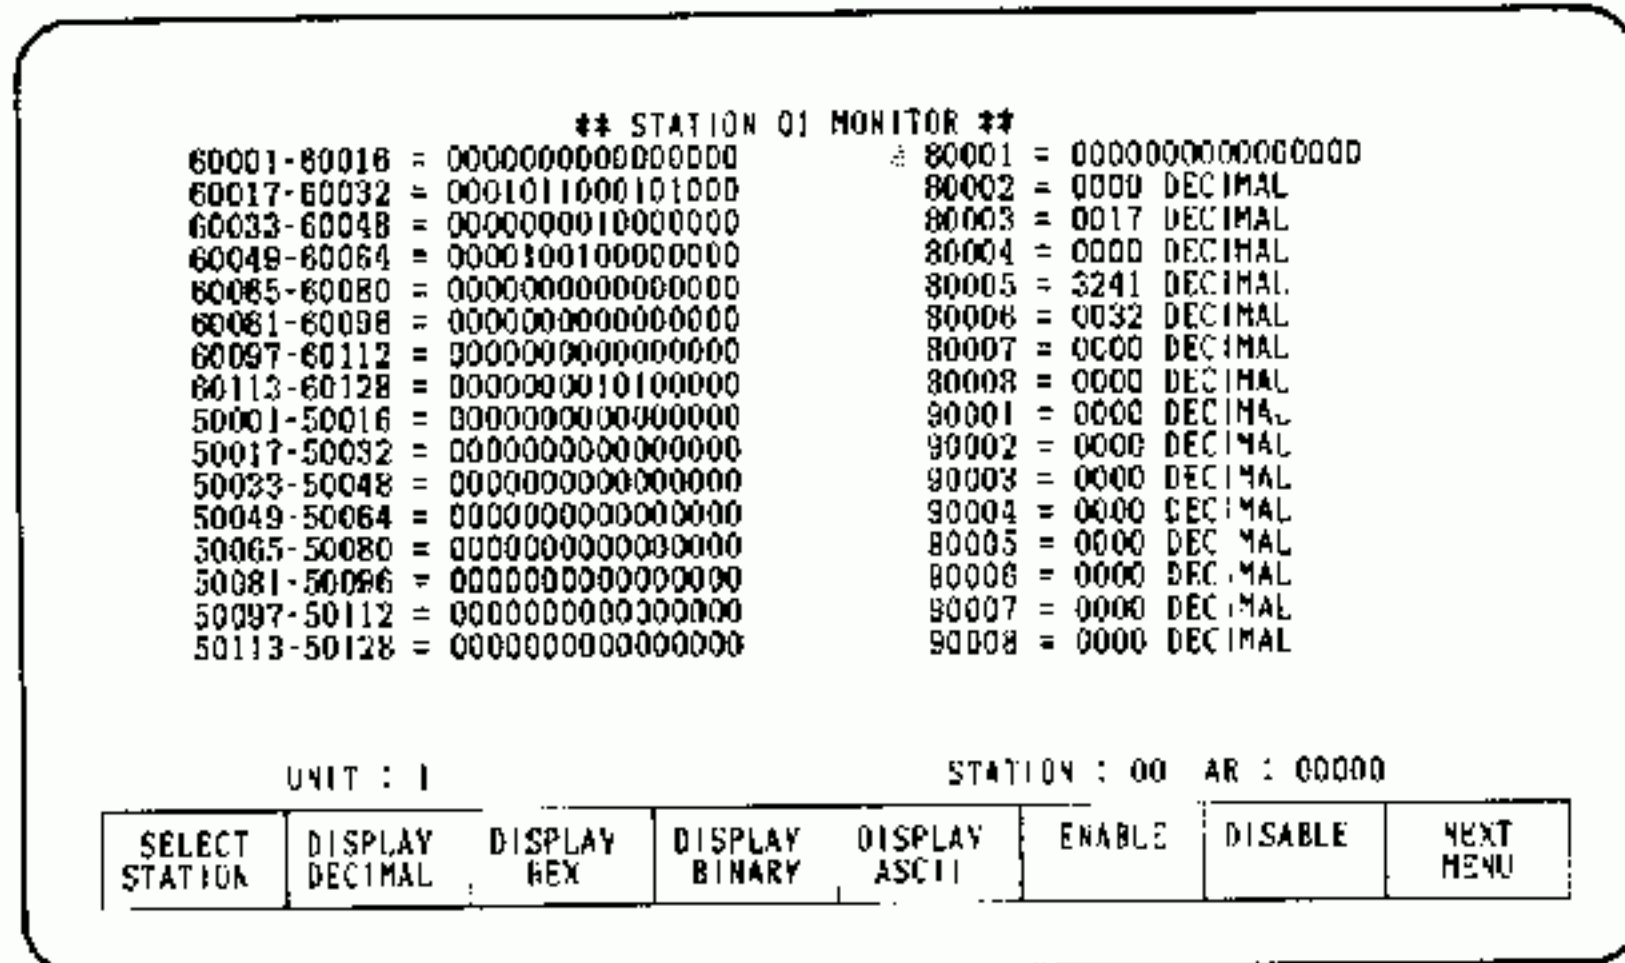 ** STATION 01 MONITOR **
60001-60016 = 0000000000000000 80001 = 0000000000000000
60017-60032 = 0001011000101000 80002 = 0000 DECIMAL
60033-60048 = 0000000010000000 80003 = 0017 DECIMAL
60049-60064 = 0000100100000000 80004 = 0000 DECIMAL
60065-60080 = 0000000000000000 80005 = 3241 DECIMAL
60081-60096 = 0000000000000000 80006 = 0032 DECIMAL
60097-60112 = 0000000000000000 80007 = 0000 DECIMAL
60113-60128 = 0000000010100000 80008 = 0000 DECIMAL
50001-50016 = 0000000000000000 90001 = 0000 DECIMAL
50017-50032 = 0000000000000000 90002 = 0000 DECIMAL
50033-50048 = 0000000000000000 90003 = 0000 DECIMAL
50049-50064 = 0000000000000000 90004 = 0000 DECIMAL
50065-50080 = 0000000000000000 90005 = 0000 DECIMAL
50081-50096 = 0000000000000000 90006 = 0000 DECIMAL
50097-50112 = 0000000000000000 90007 = 0000 DECIMAL
50113-50128 = 0000000000000000 90008 = 0000 DECIMAL
UNIT : 1 STATION : 00 AR : 00000
SELECT STATION
DISPLAY DECIMAL
DISPLAY HEX
DISPLAY BINARY
DISPLAY ASCII
ENABLE
DISABLE
NEXT MENU